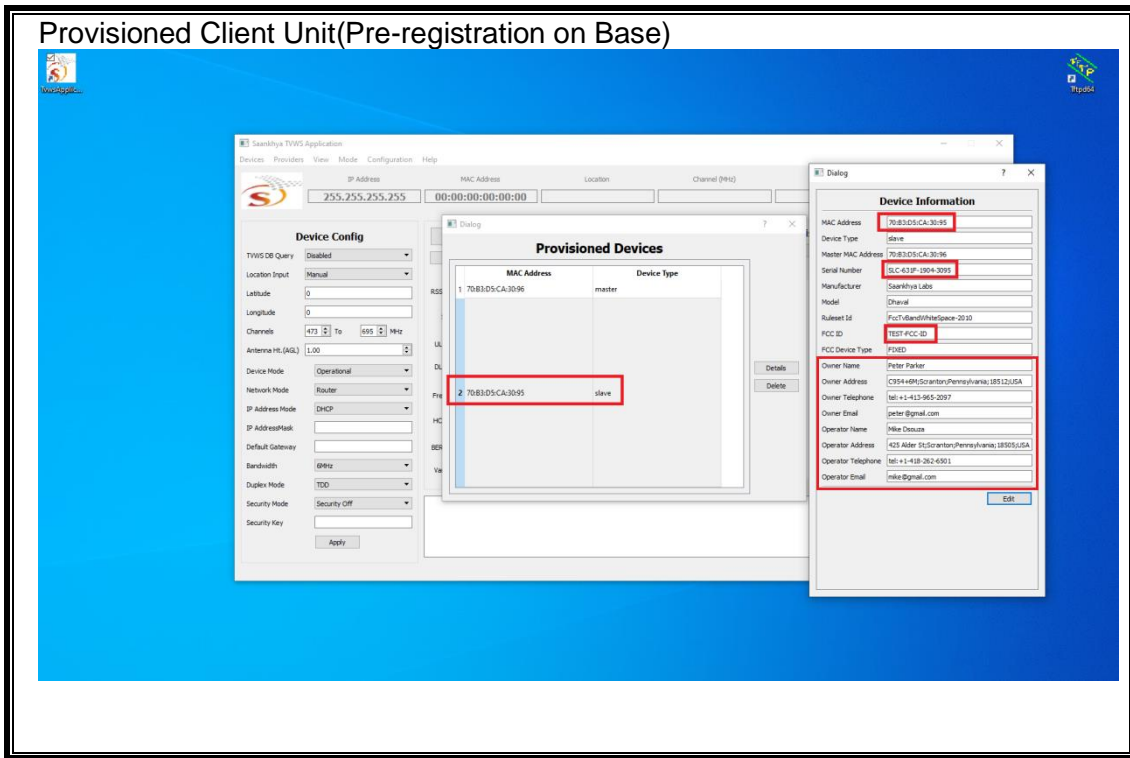 Provisioned Client Unit(Pre-registration on Base)
TvwsApplic...
Tftpd64
Saankhya TVWS Application
Devices Providers View Mode Configuration Help
IP Address MAC Address Location Channel (MHz)
255.255.255.255 00:00:00:00:00:00
Device Config
TVWS DB Query Disabled
Location Input Manual
Latitude 0
Longitude 0
Channels 473 To 695 MHz
Antenna Ht.(AGL) 1.00
Device Mode Operational
Network Mode Router
IP Address Mode DHCP
IP AddressMask
Default Gateway
Bandwidth 6MHz
Duplex Mode TDD
Security Mode Security Off
Security Key
Apply
RSS
UL
DL
Fre
HC
BER
Va
Dialog ? X
Provisioned Devices
MAC Address Device Type
1 70:B3:D5:CA:30:96 master
2 70:B3:D5:CA:30:95 slave
Details
Delete
Dialog ? X
Device Information
MAC Address 70:B3:D5:CA:30:95
Device Type slave
Master MAC Address 70:B3:D5:CA:30:96
Serial Number SLC-631F-1904-3095
Manufacturer Saankhya Labs
Model Dhaval
Ruleset Id FccTvBandWhiteSpace-2010
FCC ID TEST-FCC-ID
FCC Device Type FIXED
Owner Name Peter Parker
Owner Address C954+6M;Scranton;Pennsylvania;18512;USA
Owner Telephone tel:+1-413-965-2097
Owner Email peter@gmail.com
Operator Name Mike Dsouza
Operator Address 425 Alder St;Scranton;Pennsylvania;18505;USA
Operator Telephone tel:+1-418-262-6501
Operator Email mike@gmail.com
Edit